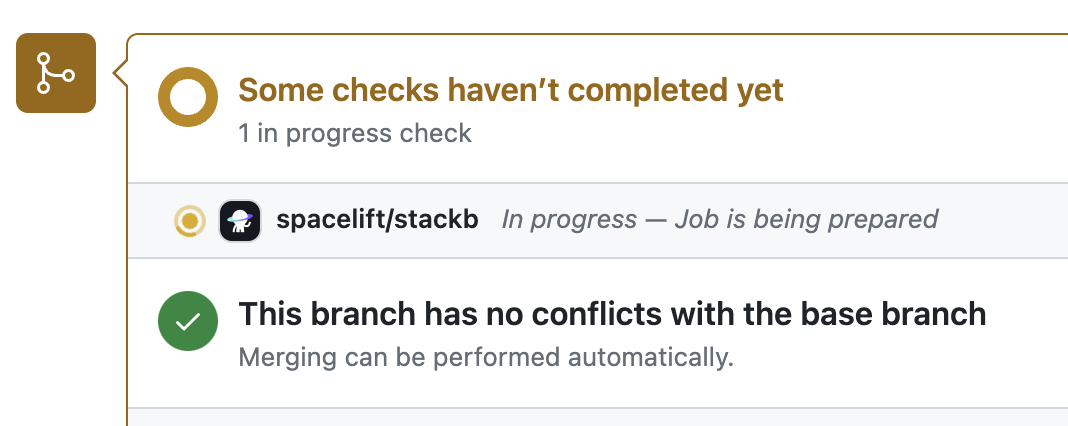 Some checks haven’t completed yet
1 in progress check
spacelift/stackb In progress — Job is being prepared
This branch has no conflicts with the base branch
Merging can be performed automatically.